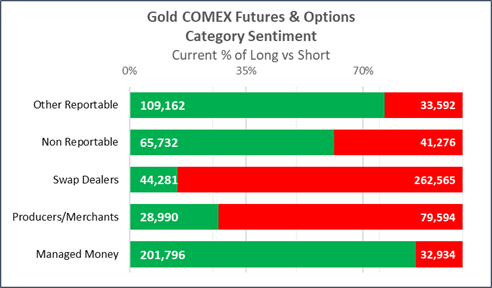 Gold COMEX Futures & Options
Category Sentiment
Current % of Long vs Short
0% 35% 70%
Other Reportable 109,162 33,592
Non Reportable 65,732 41,276
Swap Dealers 44,281 262,565
Producers/Merchants 28,990 79,594
Managed Money 201,796 32,934